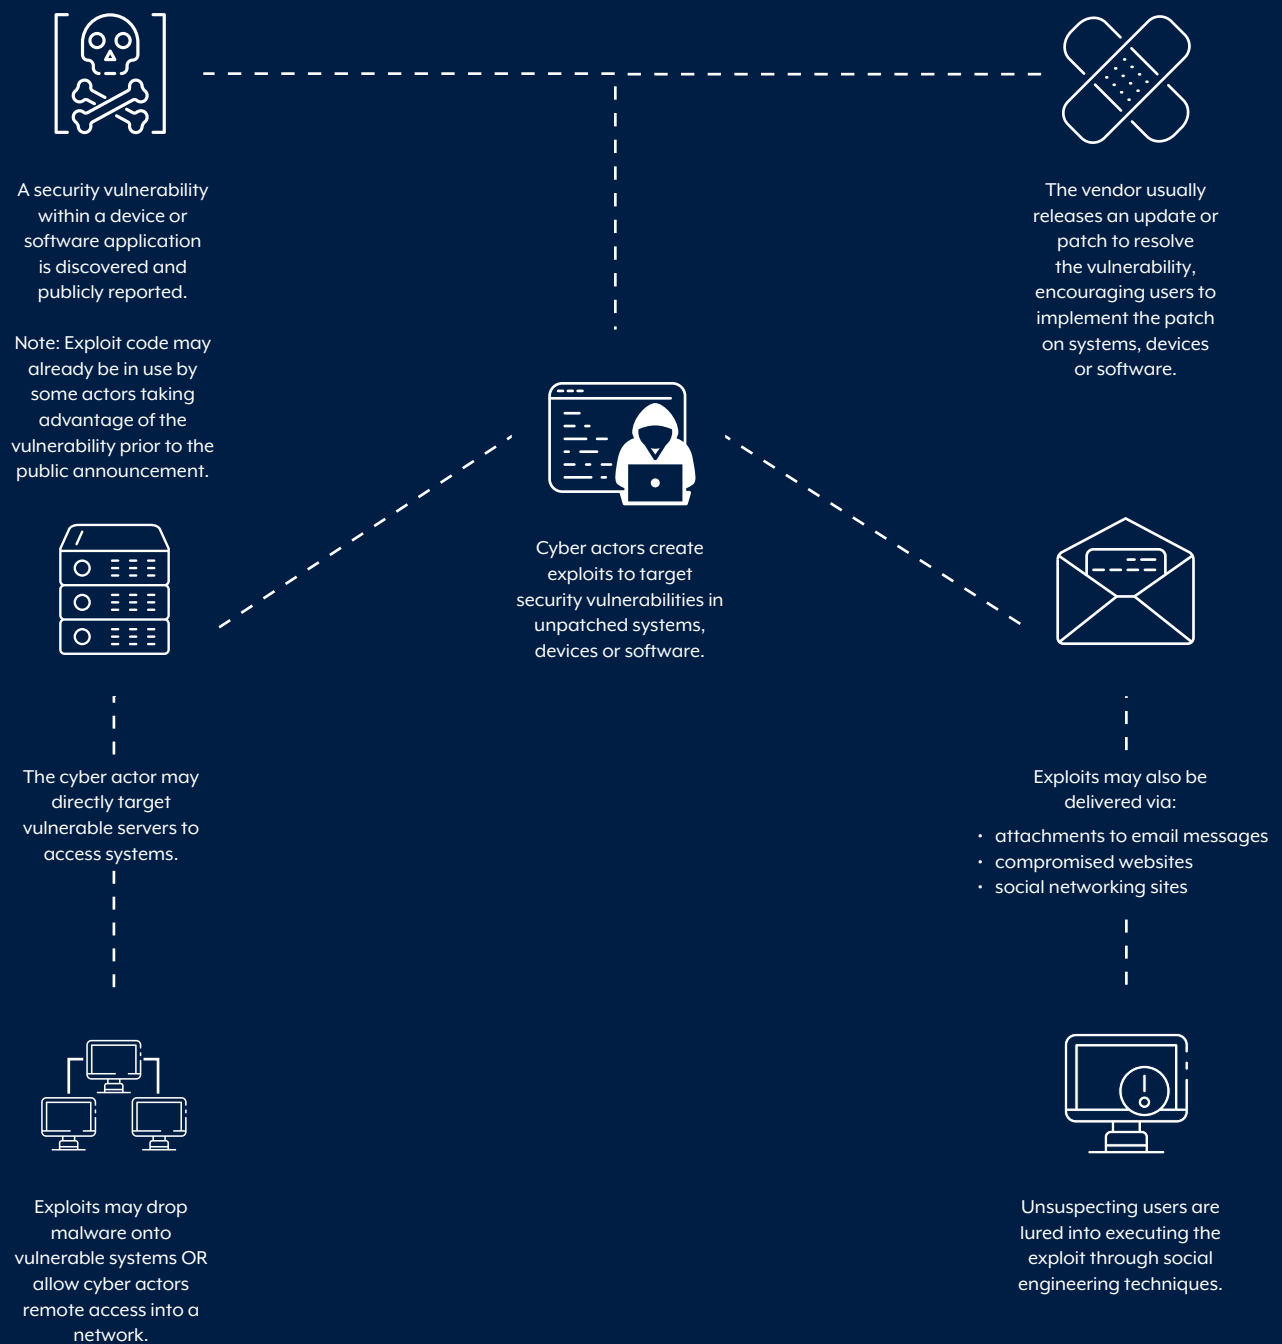 A security vulnerability
within a device or
software application
is discovered and
publicly reported.
Note: Exploit code may
already be in use by
some actors taking
advantage of the
vulnerability prior to the
public announcement.
The vendor usually
releases an update or
patch to resolve
the vulnerability,
encouraging users to
implement the patch
on systems, devices
or software.
Cyber actors create
exploits to target
security vulnerabilities in
unpatched systems,
devices or software.
The cyber actor may
directly target
vulnerable servers to
access systems.
Exploits may also be
delivered via:
· attachments to email messages
· compromised websites
· social networking sites
Exploits may drop
malware onto
vulnerable systems OR
allow cyber actors
remote access into a
network.
Unsuspecting users are
lured into executing the
exploit through social
engineering techniques.